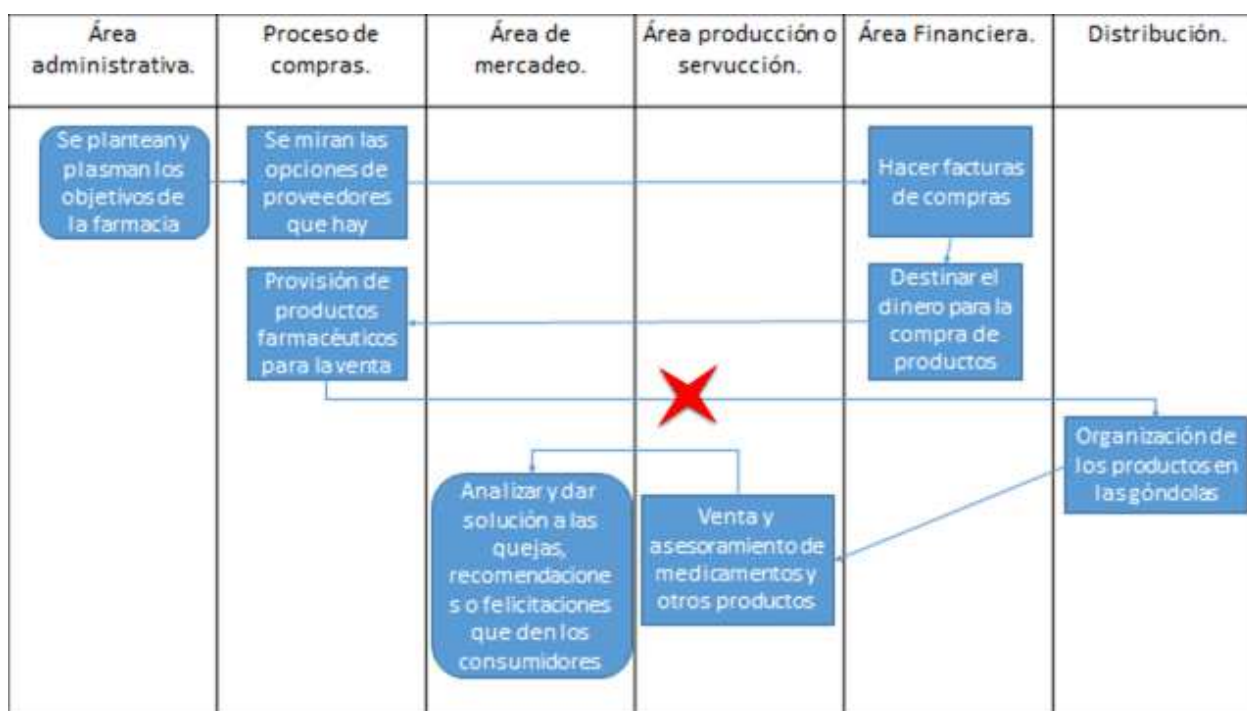 Área
administrativa.
Proceso de
compras.
Área de
mercadeo.
Área producción o
servucción.
Área Financiera.
Distribución.
Se plantean y
plasman los
objetivos de
la farmacia
Se miran las
opciones de
proveedores
que hay
Hacer facturas
de compras
Provisión de
productos
farmacéuticos
para la venta
Destinar el
dinero para la
compra de
productos
Organización de
los productos en
las góndolas
Analizar y dar
solución a las
quejas,
recomendacione
s o felicitaciones
que den los
consumidores
Venta y
asesoramiento de
medicamentos y
otros productos